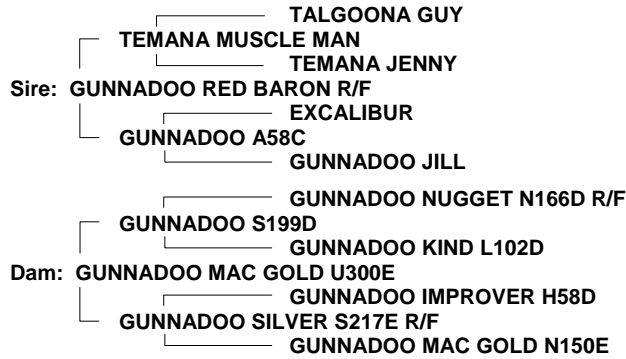 TALGOONA GUY
TEMANA MUSCLE MAN
TEMANA JENNY
Sire: GUNNADOO RED BARON R/F
EXCALIBUR
GUNNADOO A58C
GUNNADOO JILL
GUNNADOO NUGGET N166D R/F
GUNNADOO S199D
GUNNADOO KIND L102D
Dam: GUNNADOO MAC GOLD U300E
GUNNADOO IMPROVER H58D
GUNNADOO SILVER S217E R/F
GUNNADOO MAC GOLD N150E